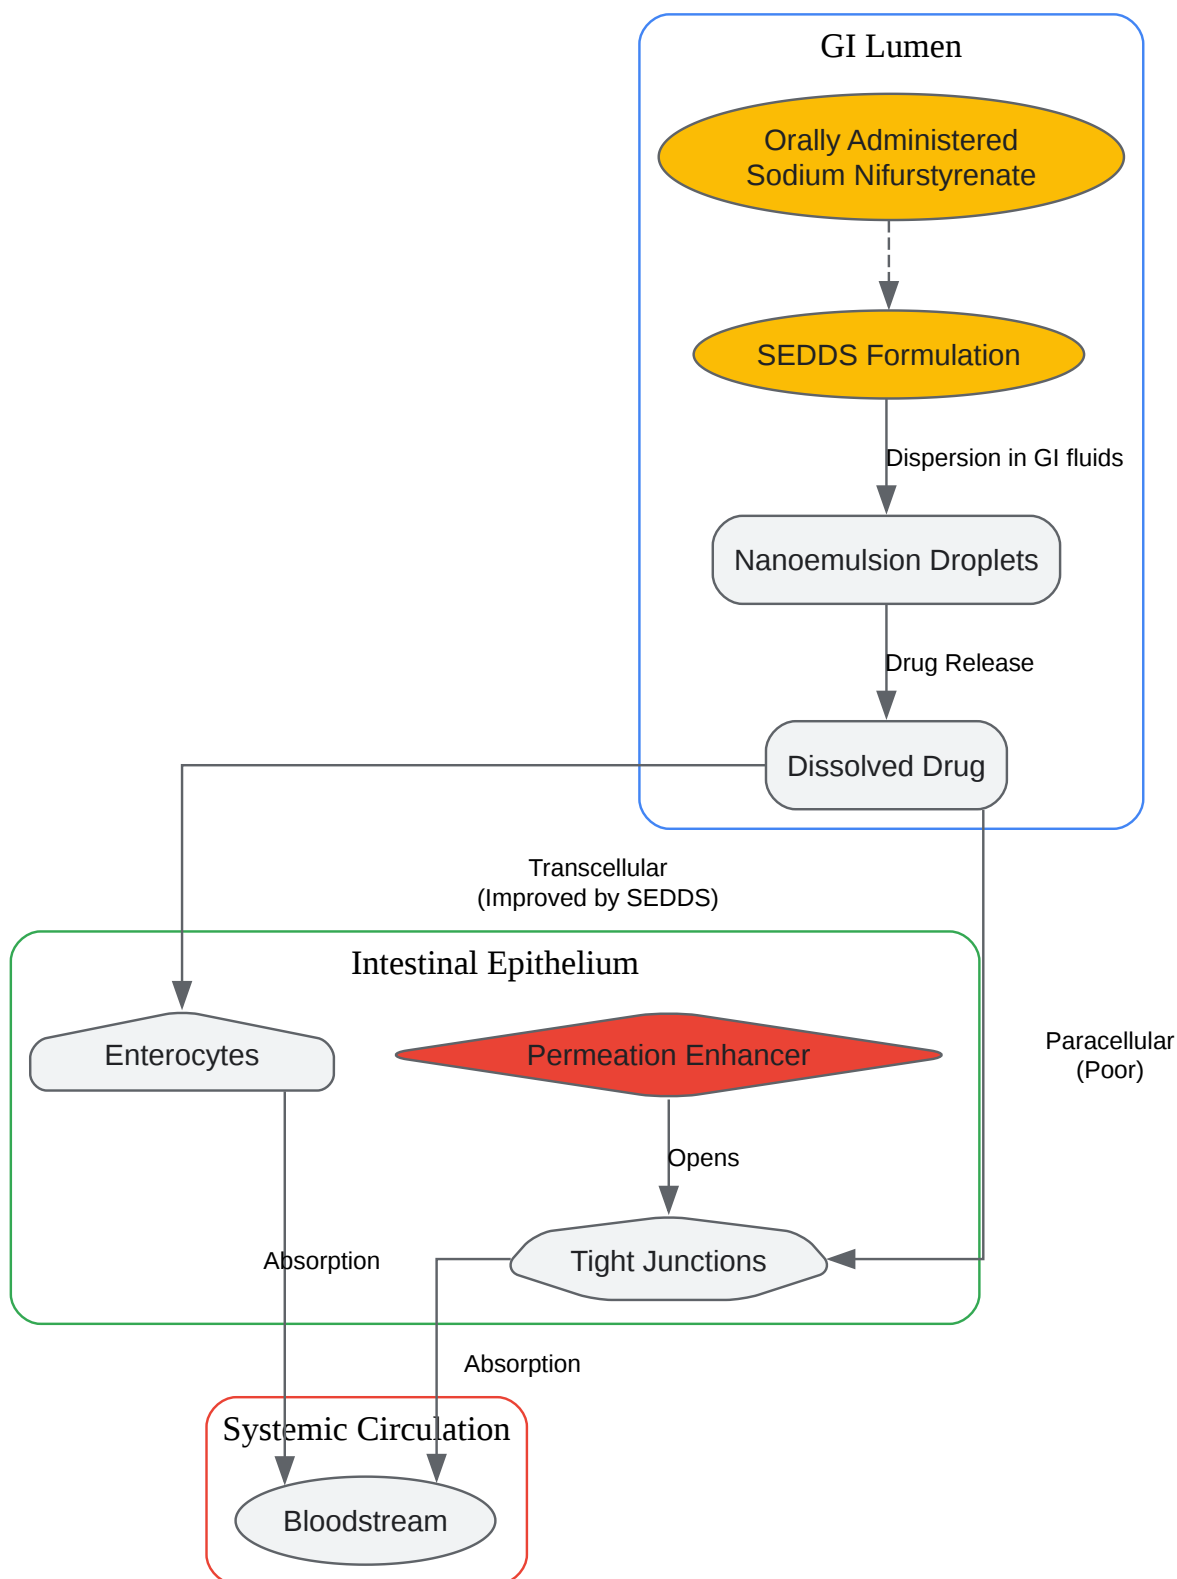 GI Lumen
Orally Administered
Sodium Nifurstyrenate
SEDDS Formulation
Dispersion in GI fluids
Nanoemulsion Droplets
Drug Release
Dissolved Drug
Transcellular
(Improved by SEDDS)
Intestinal Epithelium
Enterocytes
Permeation Enhancer
Paracellular
(Poor)
Opens
Absorption
Tight Junctions
Absorption
Systemic Circulation
Bloodstream